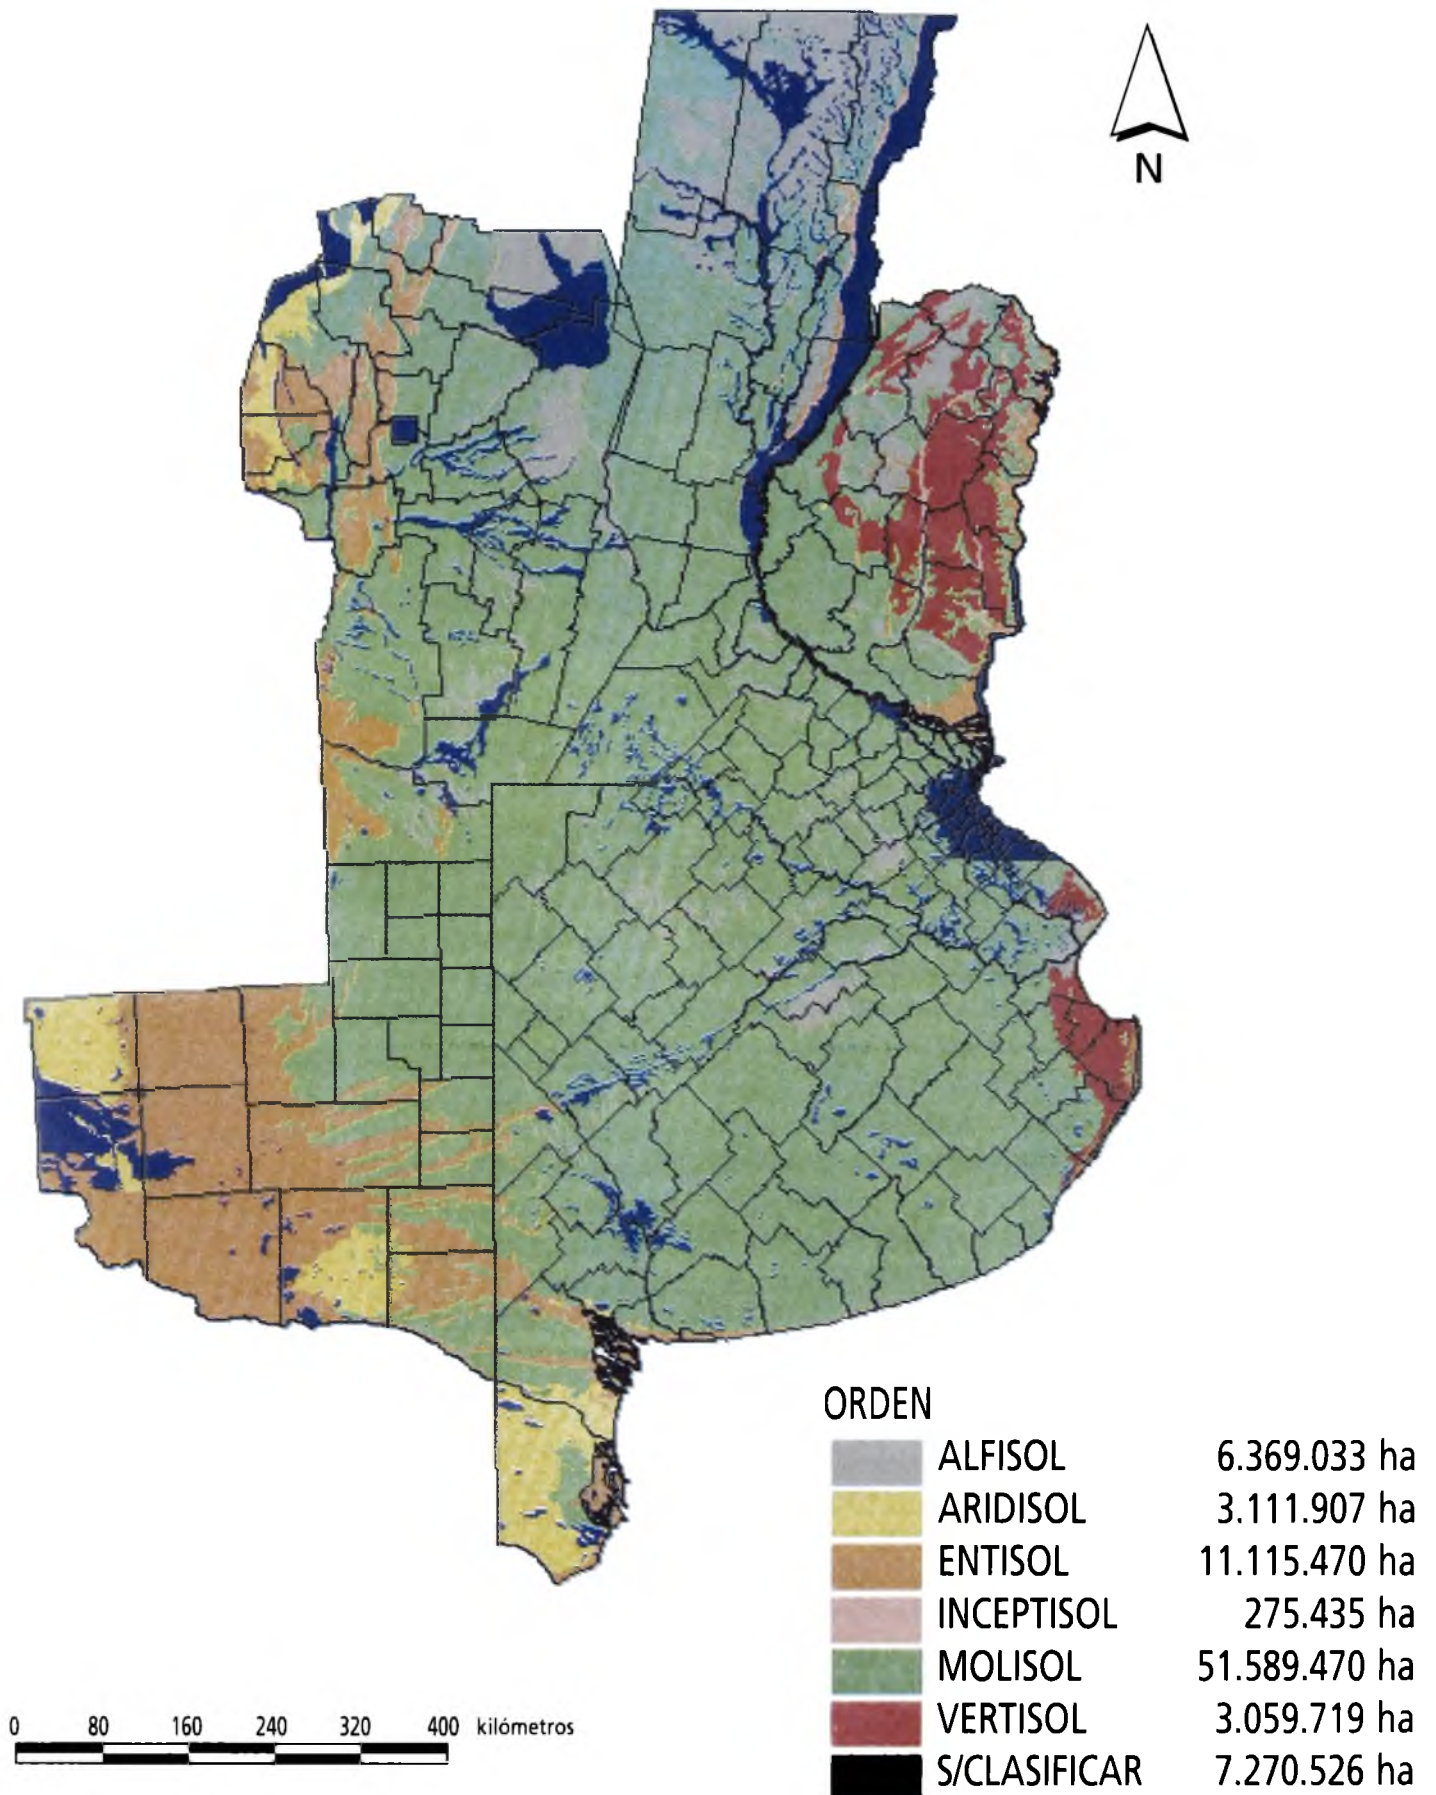 N
ORDEN
ALFISOL 6.369.033 ha
ARIDISOL 3.111.907 ha
ENTISOL 11.115.470 ha
INCEPTISOL 275.435 ha
MOLISOL 51.589.470 ha
VERTISOL 3.059.719 ha
S/CLASIFICAR 7.270.526 ha
0 80 160 240 320 400 kilómetros